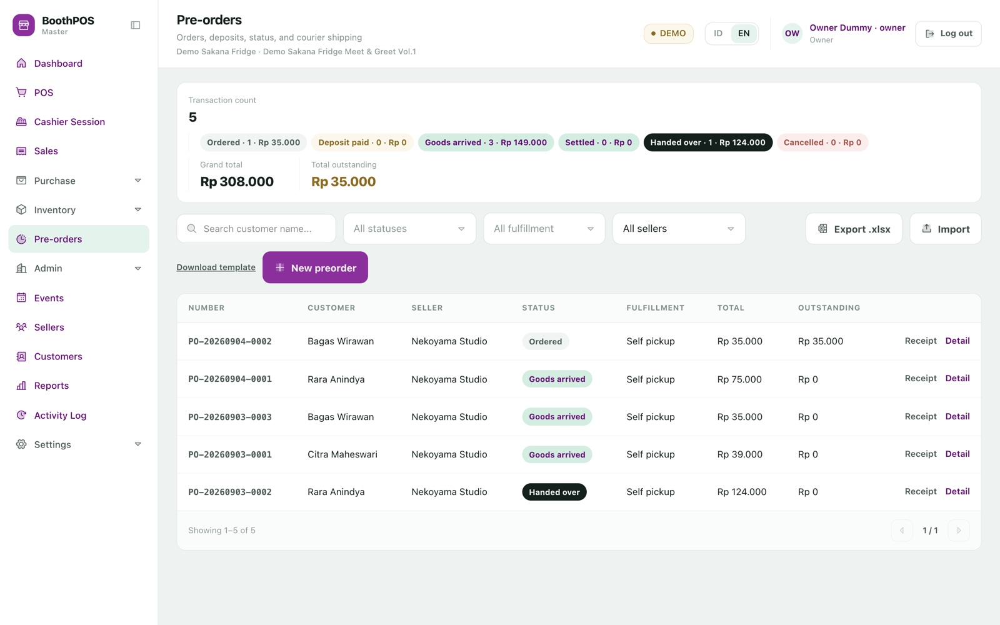 BoothPOS
Master
Dashboard
POS
Cashier Session
Sales
Purchase
Inventory
Pre-orders
Admin
Events
Sellers
Customers
Reports
Activity Log
Settings
Pre-orders
Orders, deposits, status, and courier shipping
Demo Sakana Fridge · Demo Sakana Fridge Meet & Greet Vol.1
DEMO
ID EN
OW
Owner Dummy · owner
Owner
Log out
Transaction count
5
Ordered · 1 · Rp 35.000 Deposit paid · 0 · Rp 0 Goods arrived · 3 · Rp 149.000 Settled · 0 · Rp 0 Handed over · 1 · Rp 124.000 Cancelled · 0 · Rp 0
Grand total Total outstanding
Rp 308.000 Rp 35.000
Search customer name... All statuses All fulfillment All sellers Export .xlsx Import
Download template New preorder
NUMBER CUSTOMER SELLER STATUS FULFILLMENT TOTAL OUTSTANDING
PO-20260904-0002 Bagas Wirawan Nekoyama Studio Ordered Self pickup Rp 35.000 Rp 35.000 Receipt Detail
PO-20260904-0001 Rara Anindya Nekoyama Studio Goods arrived Self pickup Rp 75.000 Rp 0 Receipt Detail
PO-20260903-0003 Bagas Wirawan Nekoyama Studio Goods arrived Self pickup Rp 35.000 Rp 0 Receipt Detail
PO-20260903-0001 Citra Maheswari Nekoyama Studio Goods arrived Self pickup Rp 39.000 Rp 0 Receipt Detail
PO-20260903-0002 Rara Anindya Nekoyama Studio Handed over Self pickup Rp 124.000 Rp 0 Receipt Detail
Showing 1–5 of 5 1 / 1